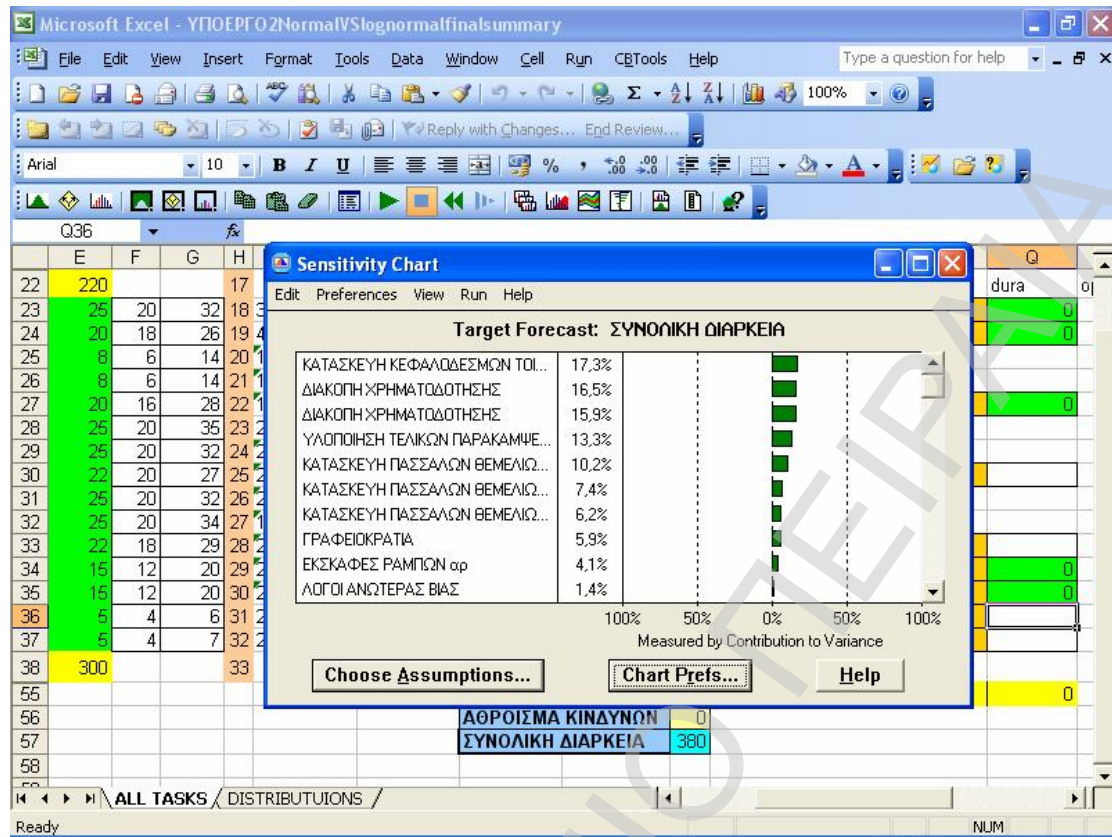 Microsoft Excel - ΥΠΟΕΡΓΟ2NormalVSlognormalfinalsummary
File Edit View Insert Format Tools Data Window Cell Run CBTools Help
Type a question for help
100%
Reply with Changes... End Review...
Arial 10 B I U
Q36 fx
E F G H Q
22 220 17 dura
23 25 20 32 18 0
24 20 18 26 19 0
25 8 6 14 20
26 8 6 14 21
27 20 16 28 22 0
28 25 20 35 23
29 25 20 32 24
30 22 20 27 25
31 25 20 32 26
32 25 20 34 27
33 22 18 29 28
34 15 12 20 29 0
35 15 12 20 30 0
36 5 4 6 31
37 5 4 7 32
38 300 33
55 0
56 ΑΘΡΟΙΣΜΑ ΚΙΝΔΥΝΩΝ 0
57 ΣΥΝΟΛΙΚΗ ΔΙΑΡΚΕΙΑ 380
58
Sensitivity Chart
Edit Preferences View Run Help
Target Forecast: ΣΥΝΟΛΙΚΗ ΔΙΑΡΚΕΙΑ
ΚΑΤΑΣΚΕΥΗ ΚΕΦΑΛΟΔΕΣΜΩΝ ΤΟΙ... 17,3%
ΔΙΑΚΟΠΗ ΧΡΗΜΑΤΟΔΟΤΗΣΗΣ 16,5%
ΔΙΑΚΟΠΗ ΧΡΗΜΑΤΟΔΟΤΗΣΗΣ 15,9%
ΥΛΟΠΟΙΗΣΗ ΤΕΛΙΚΩΝ ΠΑΡΑΚΑΜΨΕ... 13,3%
ΚΑΤΑΣΚΕΥΗ ΠΑΣΣΑΛΩΝ ΘΕΜΕΛΙΩ... 10,2%
ΚΑΤΑΣΚΕΥΗ ΠΑΣΣΑΛΩΝ ΘΕΜΕΛΙΩ... 7,4%
ΚΑΤΑΣΚΕΥΗ ΠΑΣΣΑΛΩΝ ΘΕΜΕΛΙΩ... 6,2%
ΓΡΑΦΕΙΟΚΡΑΤΙΑ 5,9%
ΕΚΣΚΑΦΕΣ ΡΑΜΠΩΝ αρ 4,1%
ΛΟΓΟΙ ΑΝΩΤΕΡΑΣ ΒΙΑΣ 1,4%
100% 50% 0% 50% 100%
Measured by Contribution to Variance
Choose Assumptions... Chart Prefs... Help
ALL TASKS DISTRIBUTUIONS
Ready NUM